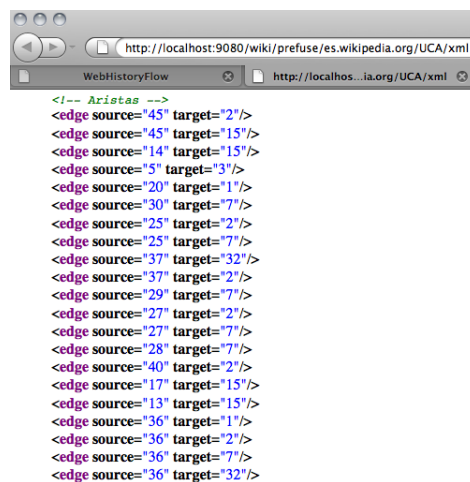 http://localhost:9080/wiki/prefuse/es.wikipedia.org/UCA/xml
WebHistoryFlow http://localhos...ia.org/UCA/xml
<!-- Aristas -->
<edge source="45" target="2"/>
<edge source="45" target="15"/>
<edge source="14" target="15"/>
<edge source="5" target="3"/>
<edge source="20" target="1"/>
<edge source="30" target="7"/>
<edge source="25" target="2"/>
<edge source="25" target="7"/>
<edge source="37" target="32"/>
<edge source="37" target="2"/>
<edge source="29" target="7"/>
<edge source="27" target="2"/>
<edge source="27" target="7"/>
<edge source="28" target="7"/>
<edge source="40" target="2"/>
<edge source="17" target="15"/>
<edge source="13" target="15"/>
<edge source="36" target="1"/>
<edge source="36" target="2"/>
<edge source="36" target="7"/>
<edge source="36" target="32"/>